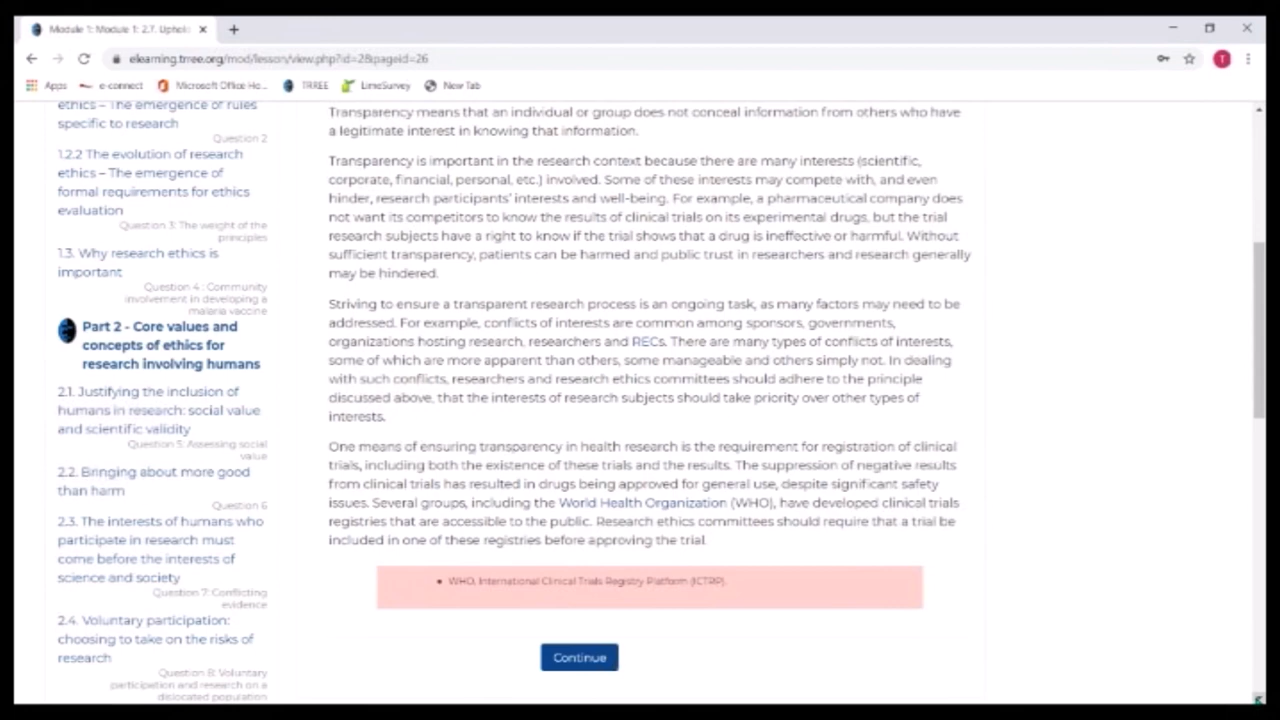 Module 1: Module 1: 2.7. Uphol
elearning.trree.org/mod/lesson/view.php?id=28&pageid=26
T
Apps
e-connect
Microsoft Office Ho...
TRREE
LimeSurvey
New Tab
ethics – The emergence of rules
specific to research
Question 2
1.2.2 The evolution of research
ethics – The emergence of
formal requirements for ethics
evaluation
Question 3: The weight of the
principles
1.3. Why research ethics is
important
Question 4 : Community
involvement in developing a
malaria vaccine
Part 2 - Core values and
concepts of ethics for
research involving humans
2.1. Justifying the inclusion of
humans in research: social value
and scientific validity
Question 5: Assessing social
value
2.2. Bringing about more good
than harm
Question 6
2.3. The interests of humans who
participate in research must
come before the interests of
science and society
Question 7: Conflicting
evidence
2.4. Voluntary participation:
choosing to take on the risks of
research
Question 8: Voluntary
participation and research on a
dislocated population
Transparency means that an individual or group does not conceal information from others who have
a legitimate interest in knowing that information.
Transparency is important in the research context because there are many interests (scientific,
corporate, financial, personal, etc.) involved. Some of these interests may compete with, and even
hinder, research participants' interests and well-being. For example, a pharmaceutical company does
not want its competitors to know the results of clinical trials on its experimental drugs, but the trial
research subjects have a right to know if the trial shows that a drug is ineffective or harmful. Without
sufficient transparency, patients can be harmed and public trust in researchers and research generally
may be hindered.
Striving to ensure a transparent research process is an ongoing task, as many factors may need to be
addressed. For example, conflicts of interests are common among sponsors, governments,
organizations hosting research, researchers and RECs. There are many types of conflicts of interests,
some of which are more apparent than others, some manageable and others simply not. In dealing
with such conflicts, researchers and research ethics committees should adhere to the principle
discussed above, that the interests of research subjects should take priority over other types of
interests.
One means of ensuring transparency in health research is the requirement for registration of clinical
trials, including both the existence of these trials and the results. The suppression of negative results
from clinical trials has resulted in drugs being approved for general use, despite significant safety
issues. Several groups, including the World Health Organization (WHO), have developed clinical trials
registries that are accessible to the public. Research ethics committees should require that a trial be
included in one of these registries before approving the trial.
• WHO, International Clinical Trials Registry Platform (ICTRP).
Continue